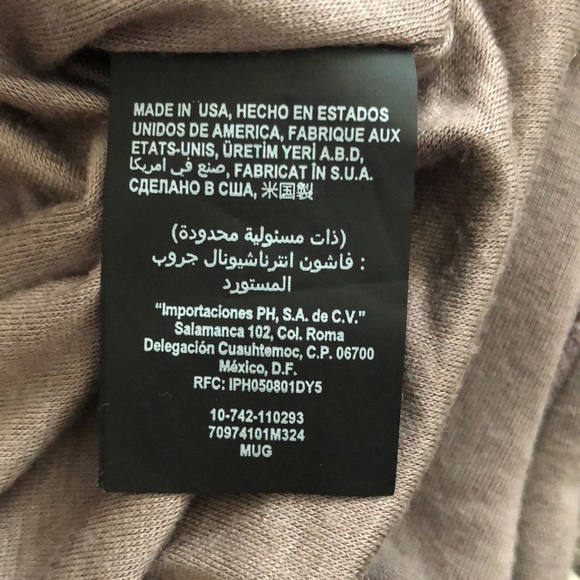 MADE IN USA, HECHO EN ESTADOS
UNIDOS DE AMERICA, FABRIQUE AUX
ETATS-UNIS, ÜRETİM YERİ A.B.D,
صنع في امريكا, FABRICAT ÎN S.U.A.
СДЕЛАНО В США, 米国製
(ذات مسئولية محدودة)
فاشون انترناشيونال جروب :
المستورد
"Importaciones PH, S.A. de C.V."
Salamanca 102, Col. Roma
Delegación Cuauhtemoc, C.P. 06700
México, D.F.
RFC: IPH050801DY5
10-742-110293
70974101M324
MUG